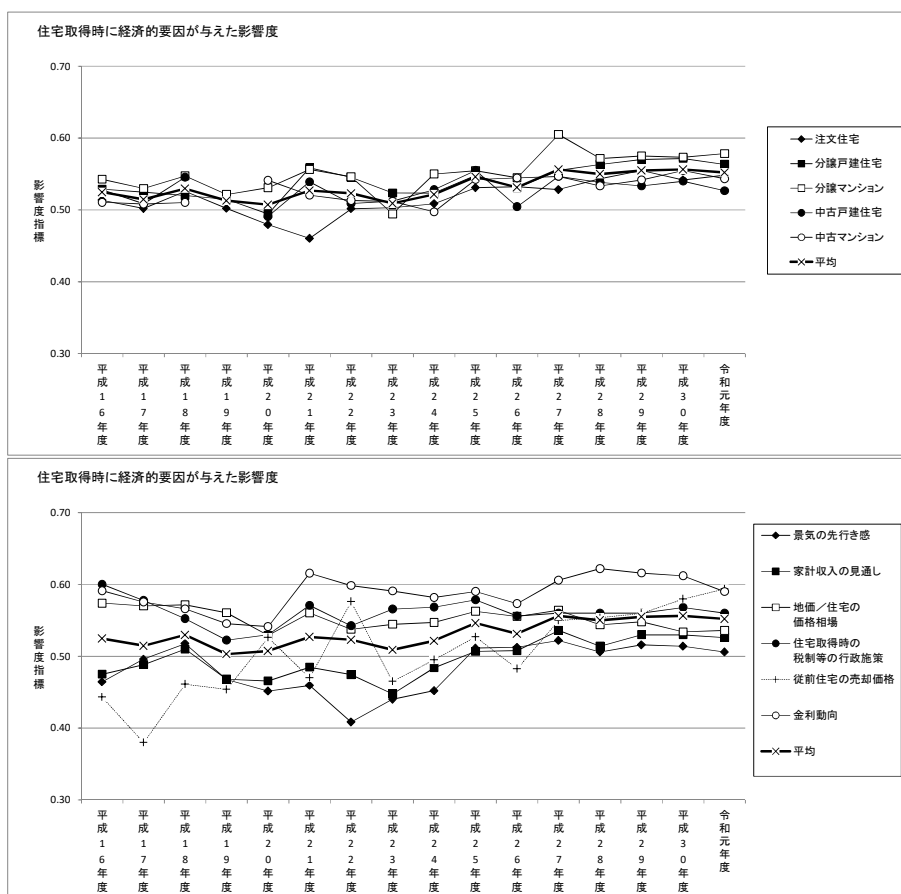 住宅取得時に経済的要因が与えた影響度
0.70
0.60
0.50
0.40
0.30
影響度指標
平成16年度
平成17年度
平成18年度
平成19年度
平成20年度
平成21年度
平成22年度
平成23年度
平成24年度
平成25年度
平成26年度
平成27年度
平成28年度
平成29年度
平成30年度
令和元年度
注文住宅
分譲戸建住宅
分譲マンション
中古戸建住宅
中古マンション
平均
住宅取得時に経済的要因が与えた影響度
0.70
0.60
0.50
0.40
0.30
影響度指標
平成16年度
平成17年度
平成18年度
平成19年度
平成20年度
平成21年度
平成22年度
平成23年度
平成24年度
平成25年度
平成26年度
平成27年度
平成28年度
平成29年度
平成30年度
令和元年度
景気の先行き感
家計収入の見通し
地価／住宅の
価格相場
住宅取得時の
税制等の行政施策
従前住宅の売却価格
金利動向
平均